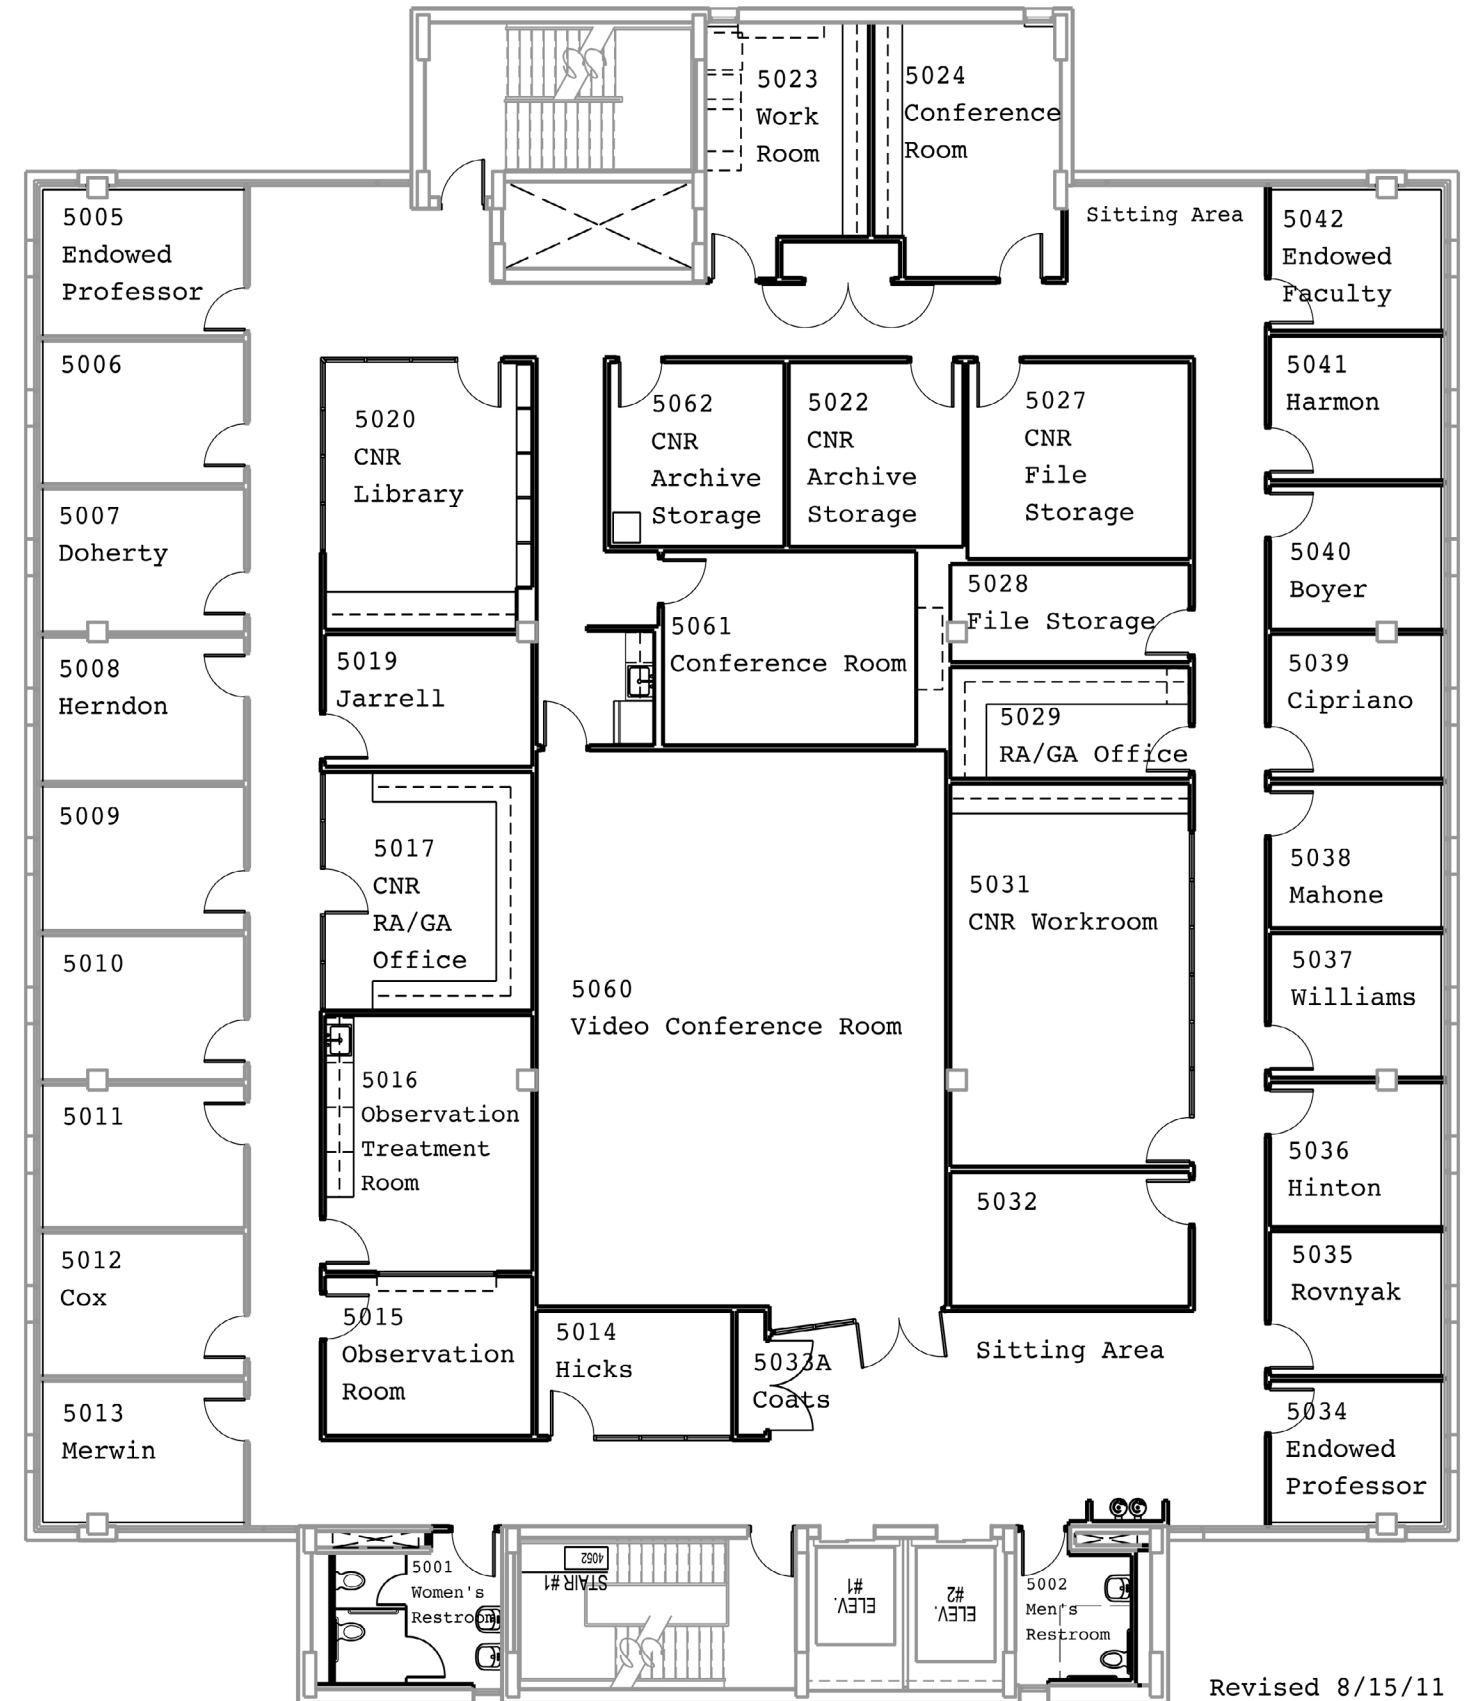 5023
Work
Room
5024
Conference
Room
Sitting Area
5005
Endowed
Professor
5042
Endowed
Faculty
5006
5041
Harmon
5020
CNR
Library
5062
CNR
Archive
Storage
5022
CNR
Archive
Storage
5027
CNR
File
Storage
5007
Doherty
5040
Boyer
5028
File Storage
5061
Conference Room
5008
Herndon
5019
Jarrell
5039
Cipriano
5029
RA/GA Office
5009
5017
CNR
RA/GA
Office
5031
CNR Workroom
5038
Mahone
5010
5060
Video Conference Room
5037
Williams
5011
5016
Observation
Treatment
Room
5036
Hinton
5032
5012
Cox
5035
Rovnyak
5015
Observation
Room
5014
Hicks
5033A
Coats
Sitting Area
5013
Merwin
5034
Endowed
Professor
5001
Women's
Restroom
4052
STAIR #1
ELEV.
#1
ELEV.
#2
5002
Men's
Restroom
Revised 8/15/11